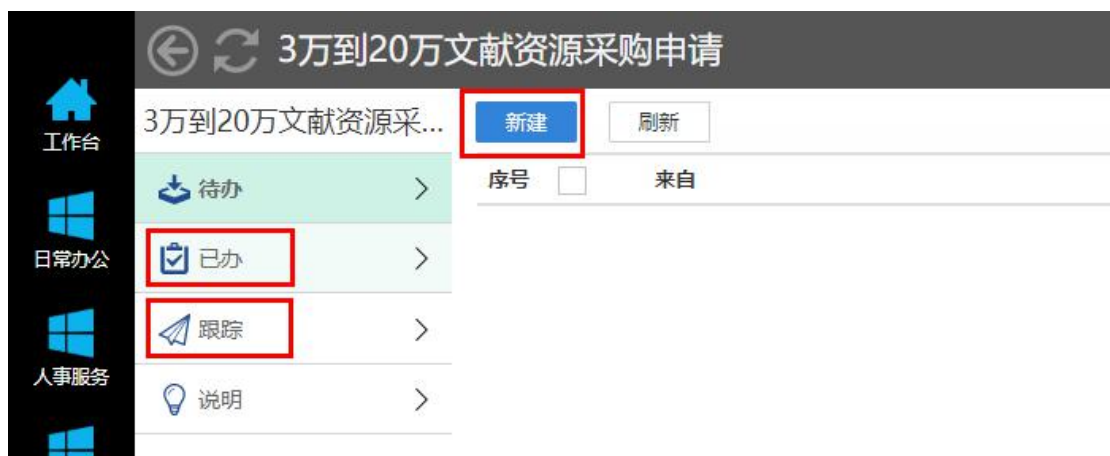 3万到20万文献资源采购申请
工作台
日常办公
人事服务
3万到20万文献资源采...
待办
已办
跟踪
说明
新建 刷新
序号 来自